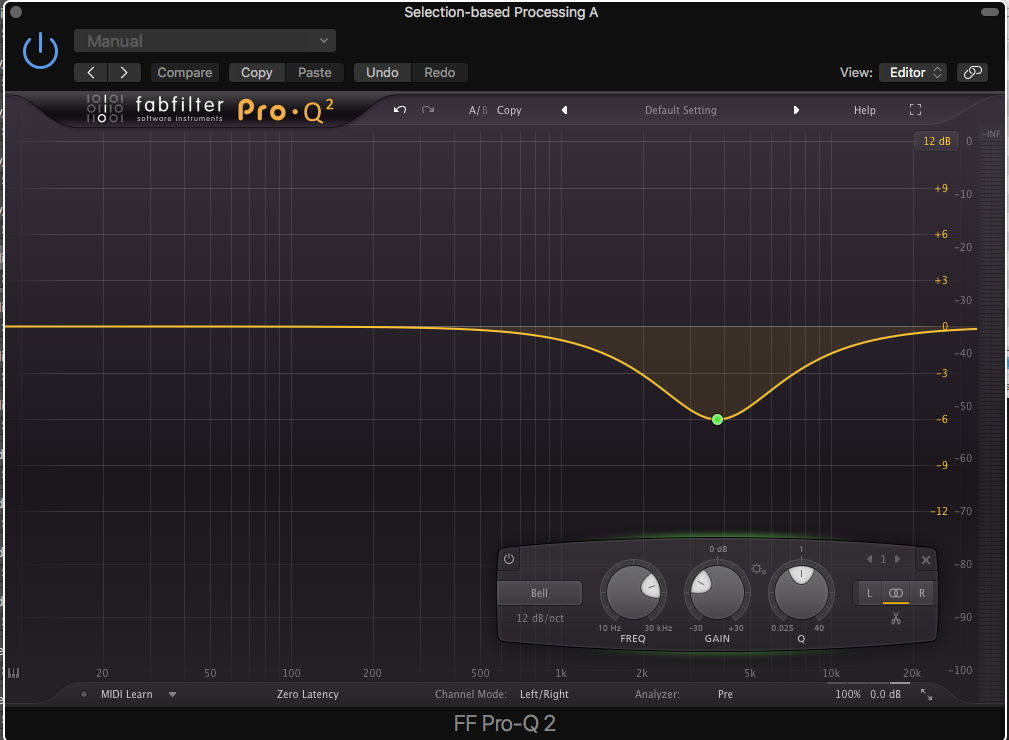 Selection-based Processing A
Manual
Compare Copy Paste Undo Redo View: Editor
fabfilter
software instruments
Pro·Q2
A/B Copy Default Setting Help
12 dB 0 -INF
+9 -10
+6 -20
+3 -30
0 -40
-3 -50
-6 -60
-9 -70
-12 -80
-90
-100
0 dB 1 1
Bell L R
12 dB/oct
10 Hz 30 kHz -30 +30 0.025 40
FREQ GAIN Q
20 50 100 200 500 1k 2k 5k 10k 20k
MIDI Learn Zero Latency Channel Mode: Left/Right Analyzer: Pre 100% 0.0 dB
FF Pro-Q 2